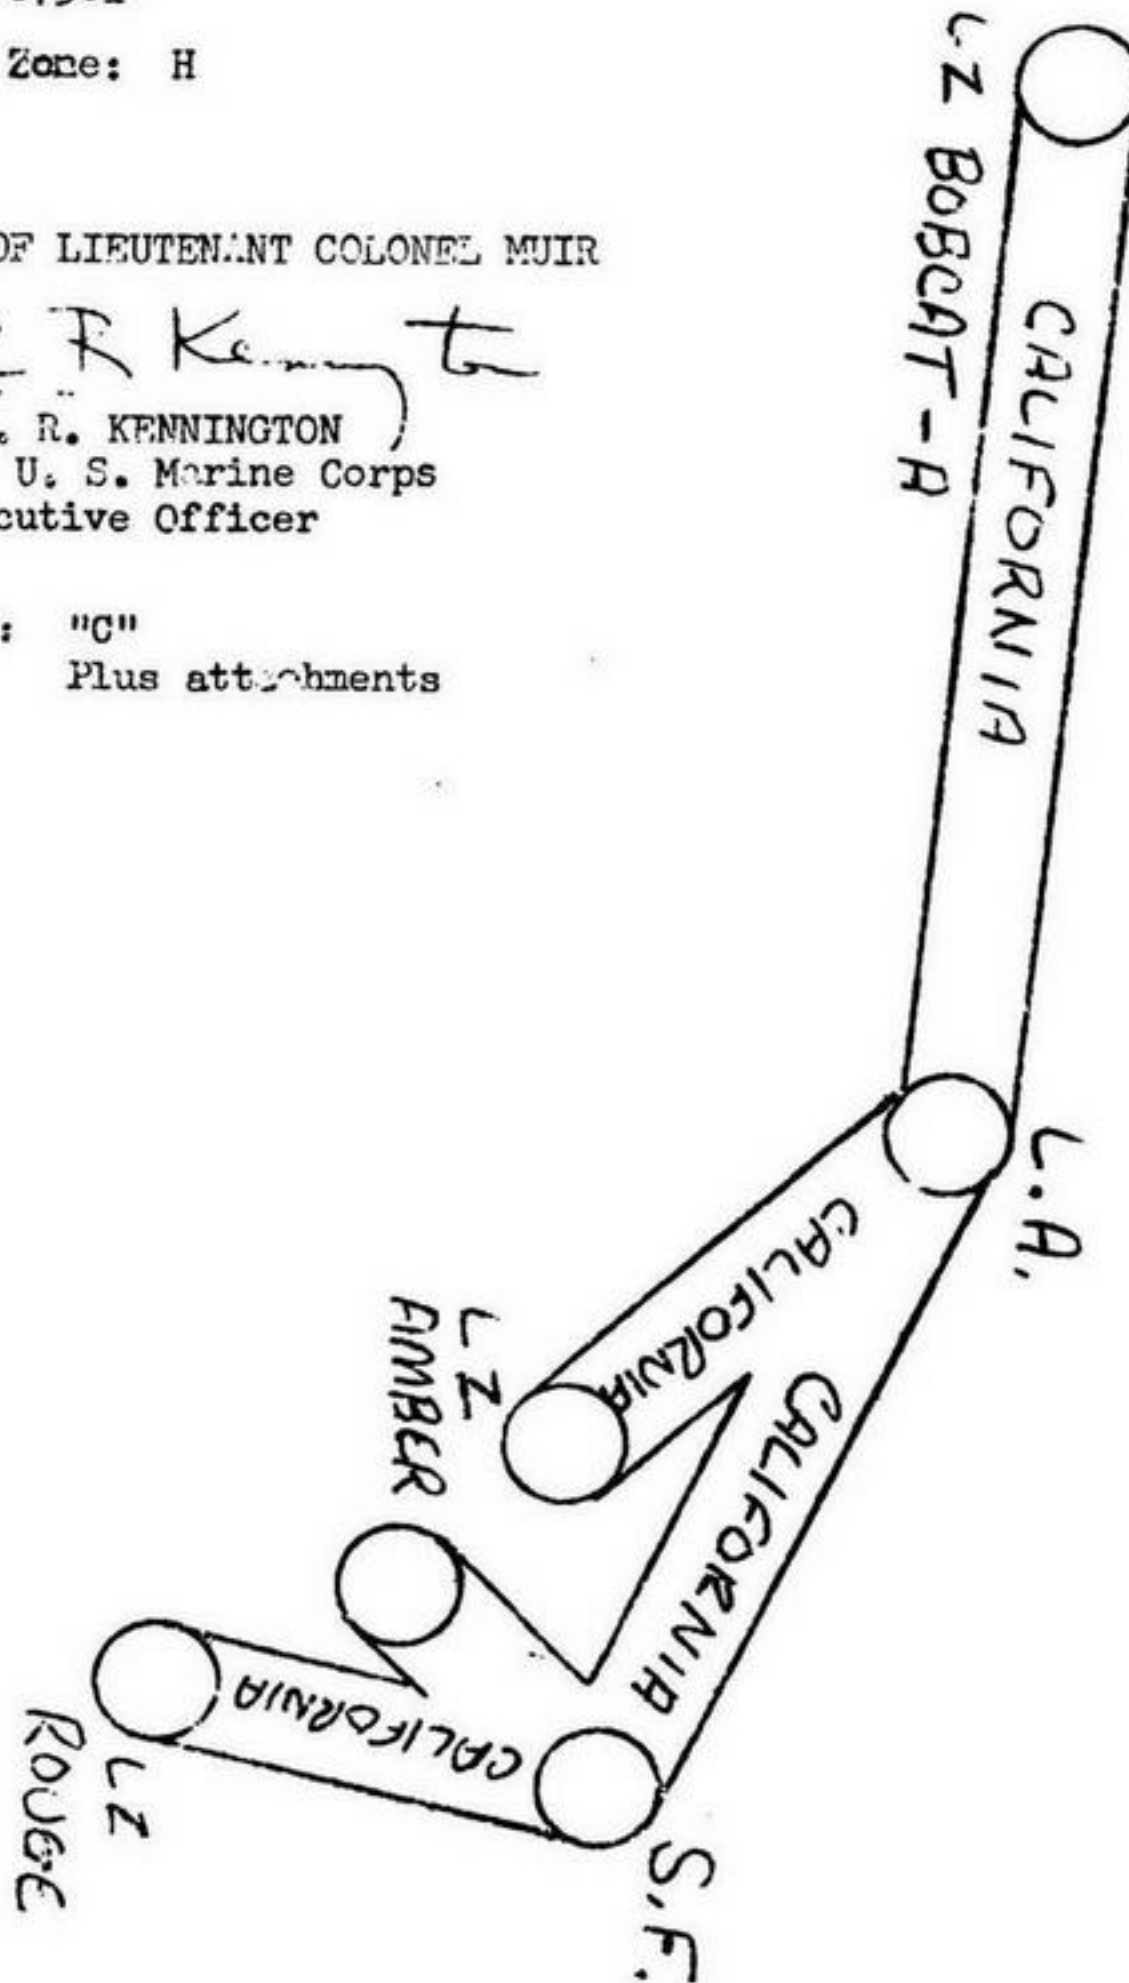 Zone: H
OF LIEUTENANT COLONEL MUIR
R. KENNINGTON
U. S. Marine Corps
cutive Officer
: "C"
Plus attachments
LZ BOBCAT-A
CALIFORNIA
L.A.
CALIFORNIA
CALIFORNIA
LZ
AMBER
CALIFORNIA
LZ
ROUGE
S.F.